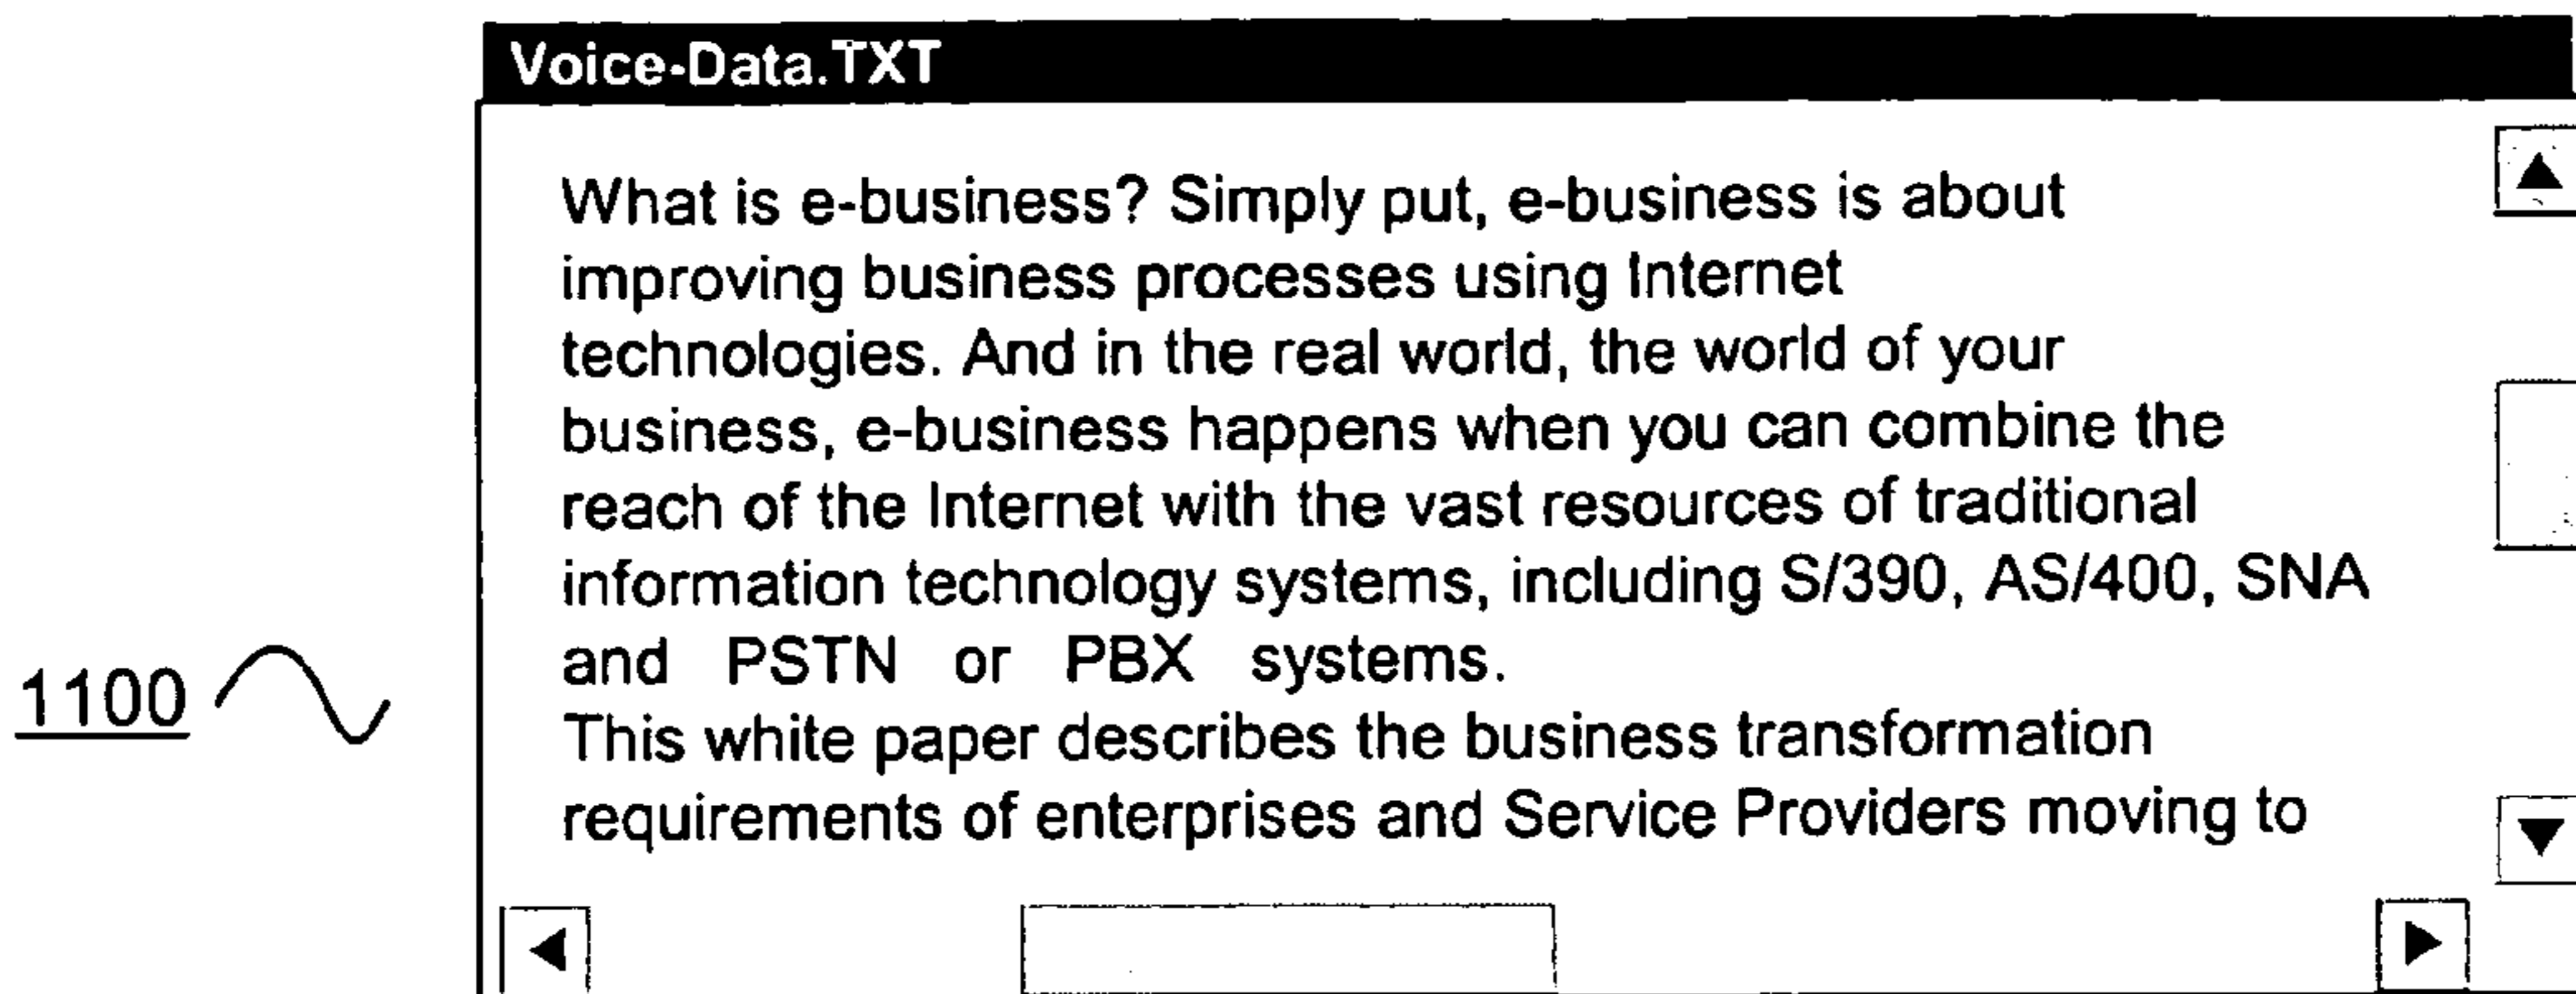 Voice-Data.TXT
What is e-business? Simply put, e-business is about
improving business processes using Internet
technologies. And in the real world, the world of your
business, e-business happens when you can combine the
reach of the Internet with the vast resources of traditional
information technology systems, including S/390, AS/400, SNA
and PSTN or PBX systems.
This white paper describes the business transformation
requirements of enterprises and Service Providers moving to
1100